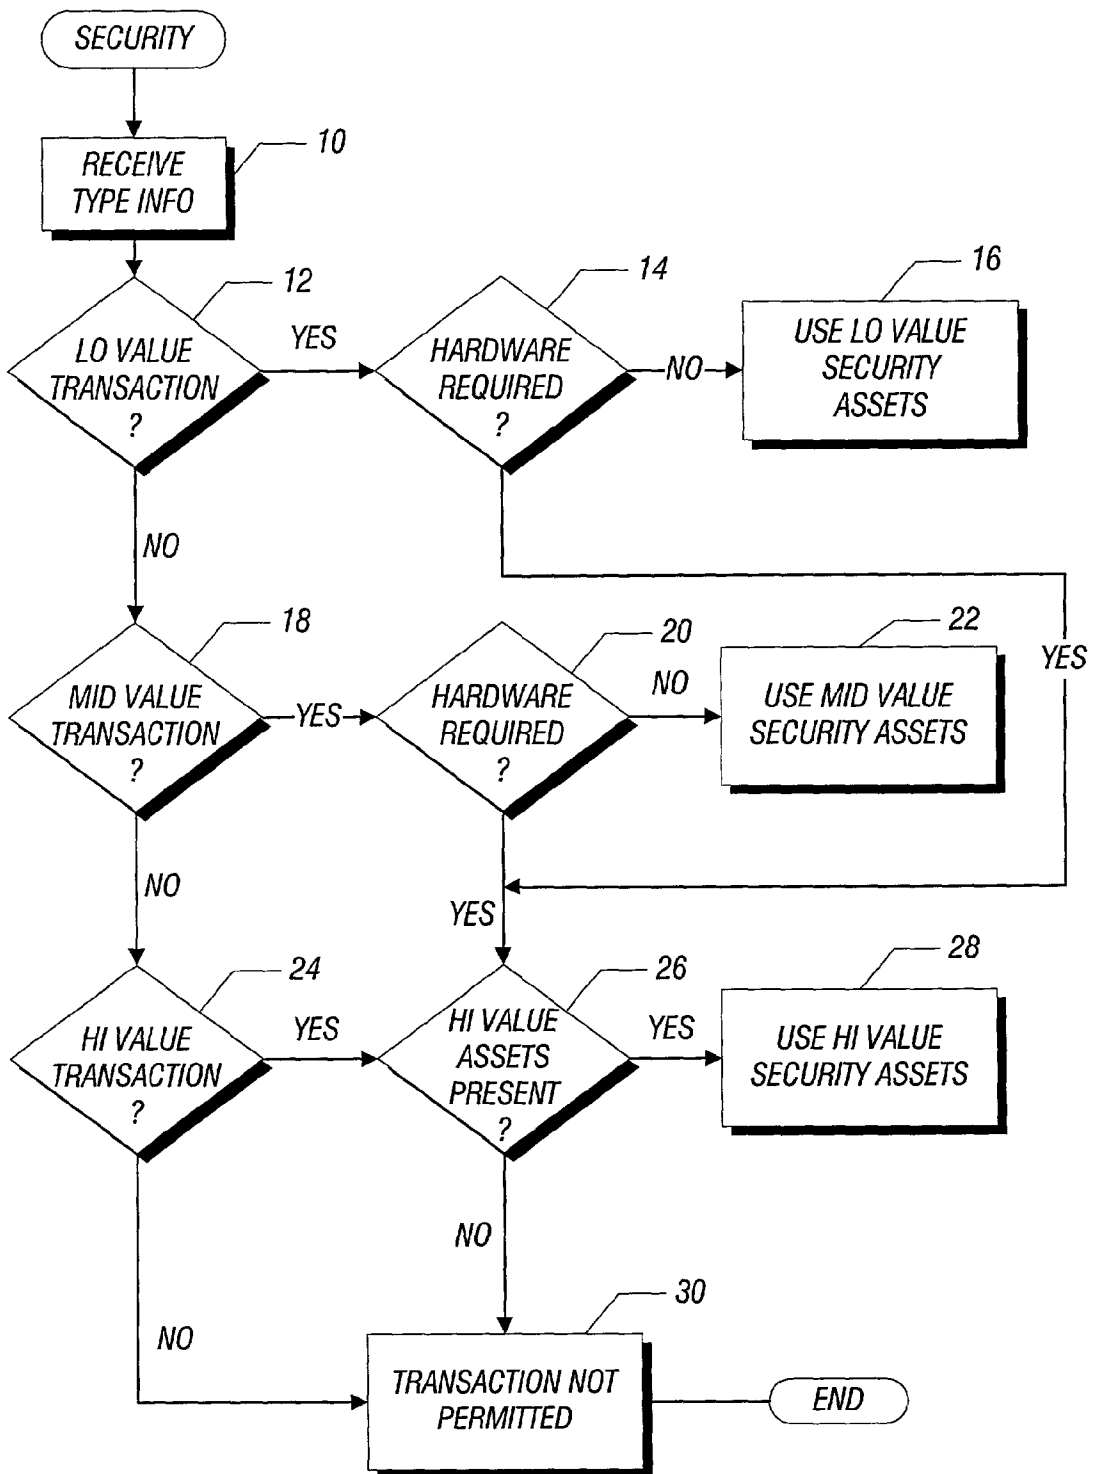 SECURITY
RECEIVE
TYPE INFO
10
LO VALUE
TRANSACTION
?
12
YES
HARDWARE
REQUIRED
?
14
NO
USE LO VALUE
SECURITY
ASSETS
16
NO
YES
MID VALUE
TRANSACTION
?
18
YES
HARDWARE
REQUIRED
?
20
NO
USE MID VALUE
SECURITY ASSETS
22
NO
YES
HI VALUE
TRANSACTION
?
24
YES
HI VALUE
ASSETS
PRESENT
?
26
YES
USE HI VALUE
SECURITY ASSETS
28
NO
NO
TRANSACTION NOT
PERMITTED
30
END